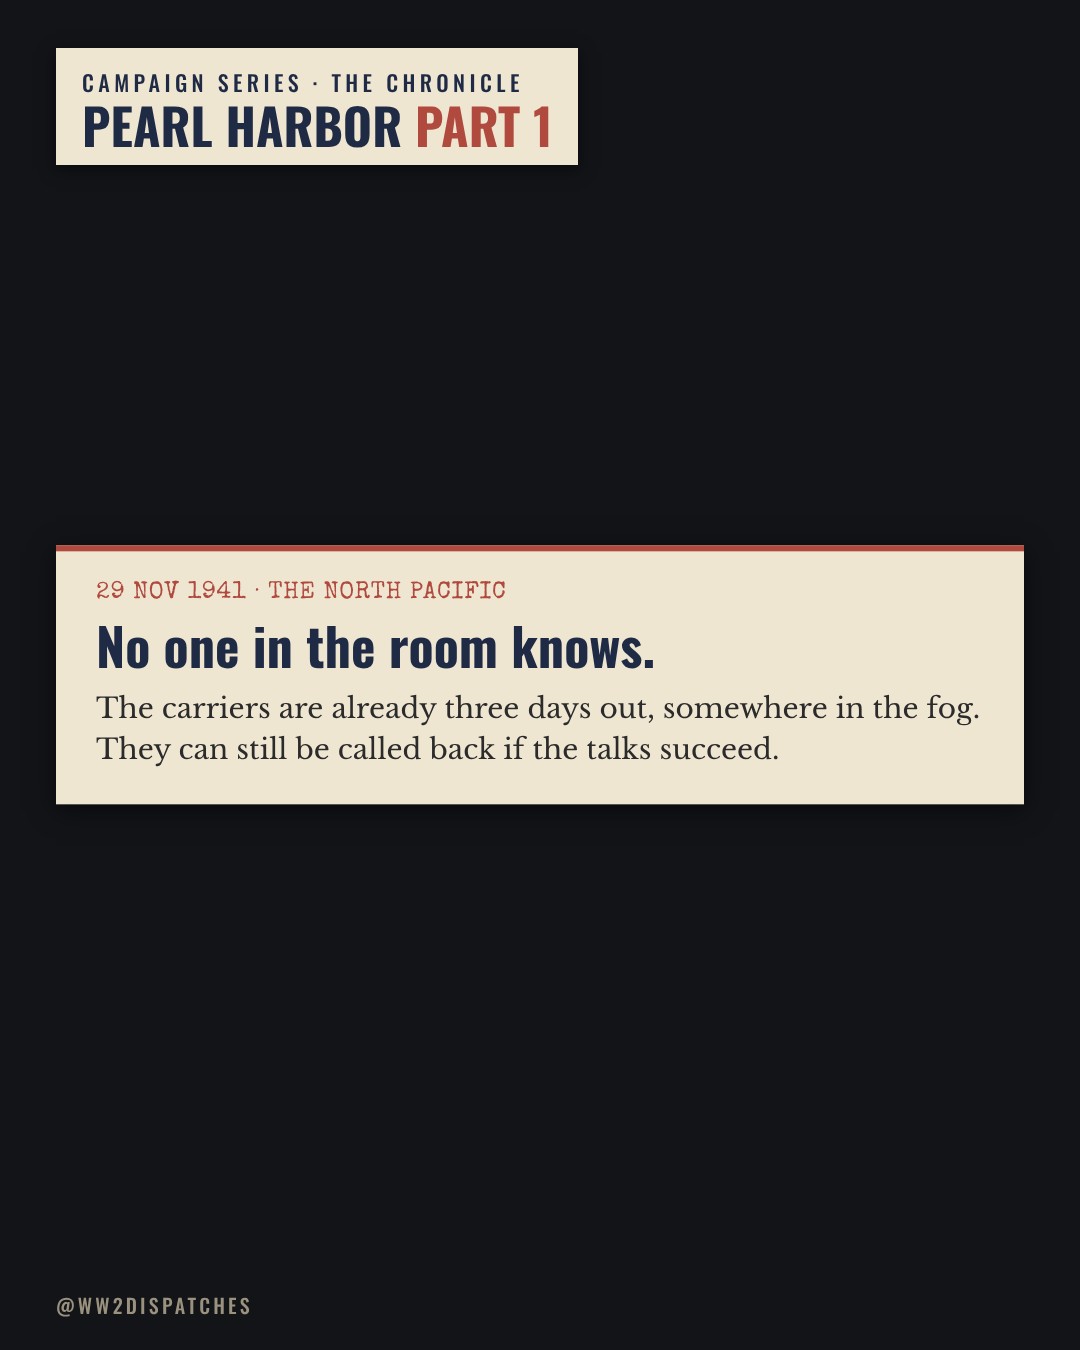 CAMPAIGN SERIES · THE CHRONICLE
PEARL HARBOR PART 1
29 NOV 1941 · THE NORTH PACIFIC
No one in the room knows.
The carriers are already three days out, somewhere in the fog.
They can still be called back if the talks succeed.
@WW2DISPATCHES